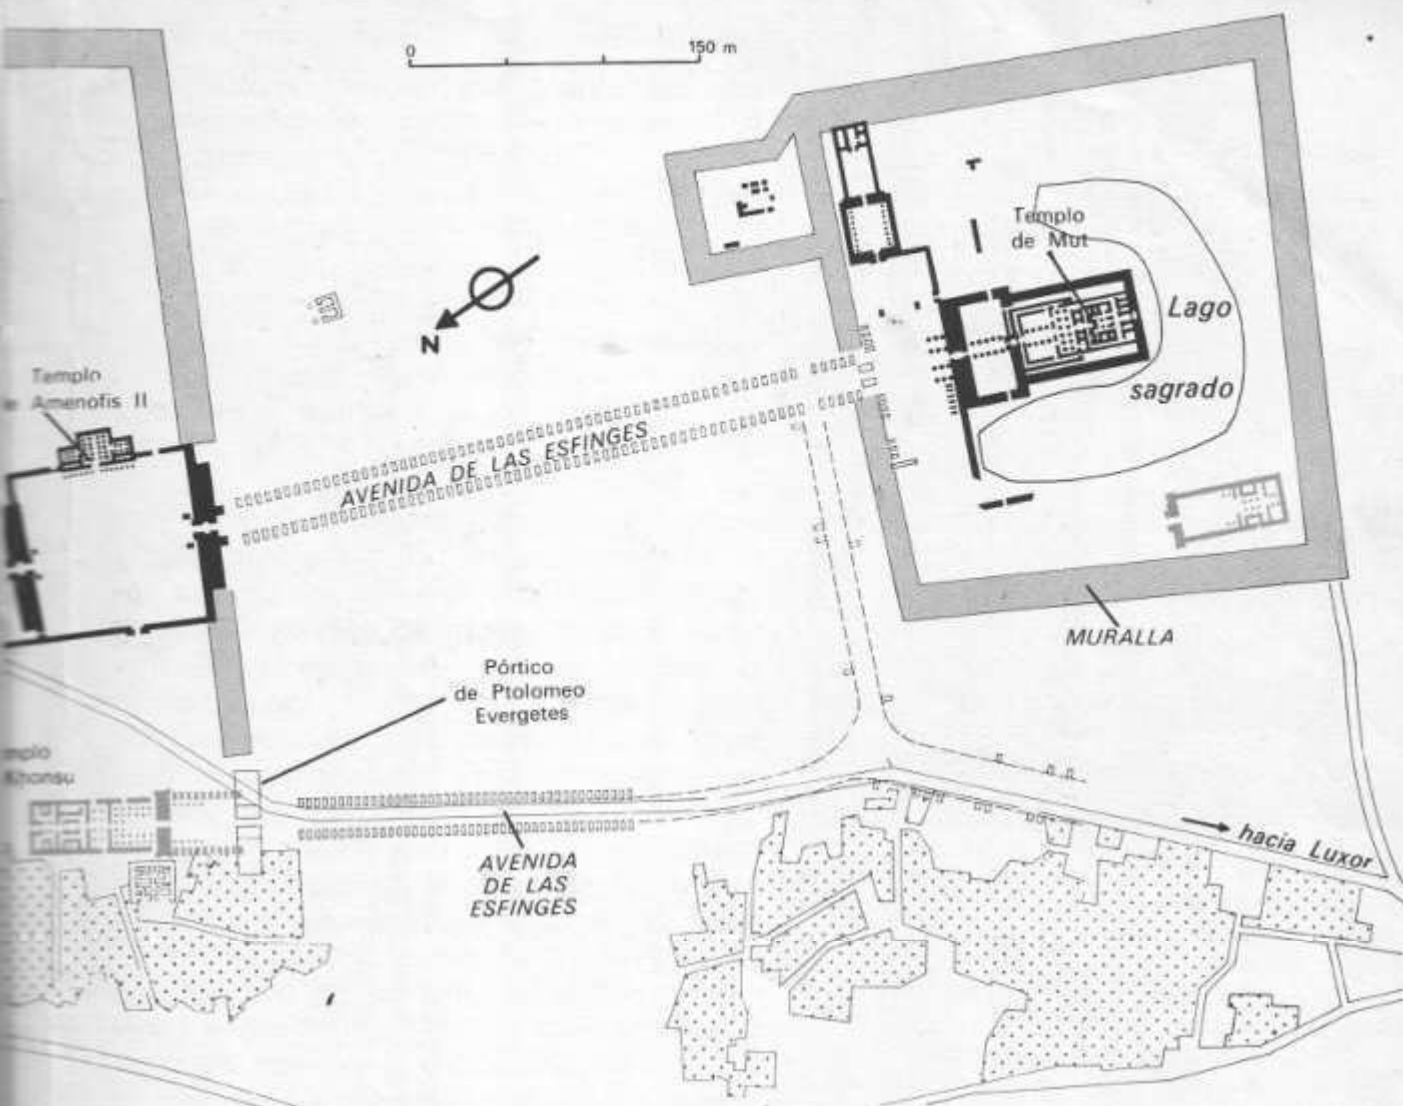 0 150 m
Templo
de Mut
Lago
sagrado
N
Templo
Amenofis II
AVENIDA DE LAS ESFINGES
MURALLA
Pórtico
de Ptolomeo
Evergetes
Khonsu
AVENIDA
DE LAS
ESFINGES
hacia Luxor